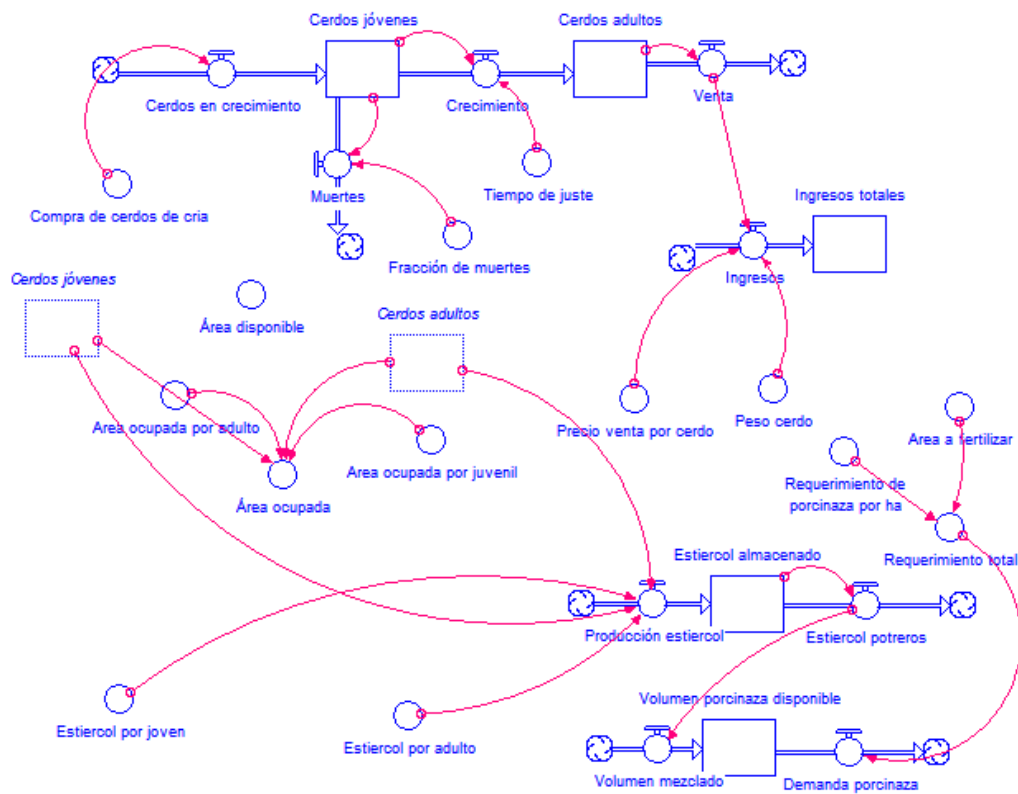 Cerdos jóvenes
Cerdos adultos
Cerdos en crecimiento
Crecimiento
Venta
Muertes
Tiempo de juste
Ingresos totales
Compra de cerdos de cria
Fracción de muertes
Ingresos
Cerdos jóvenes
Área disponible
Cerdos adultos
Area ocupada por adulto
Precio venta por cerdo
Peso cerdo
Area a fertilizar
Area ocupada por juvenil
Área ocupada
Requerimiento de
porcinaza por ha
Estiercol almacenado
Requerimiento total
Producción estiercol
Estiercol potreros
Estiercol por joven
Estiercol por adulto
Volumen porcinaza disponible
Volumen mezclado
Demanda porcinaza